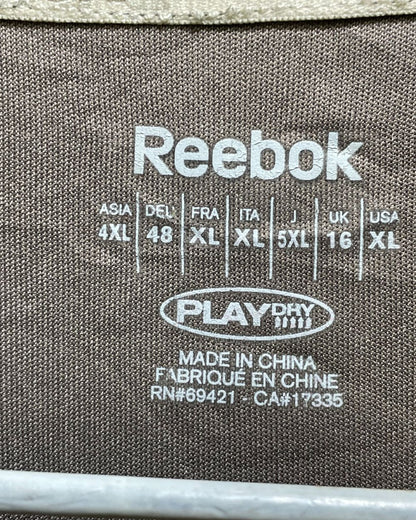 Reebok
ASIA DEU FRA ITA J UK USA
4XL 48 XL XL 5XL 16 XL
PLAYDRY
MADE IN CHINA
FABRIQUÉ EN CHINE
RN#69421 - CA#17335